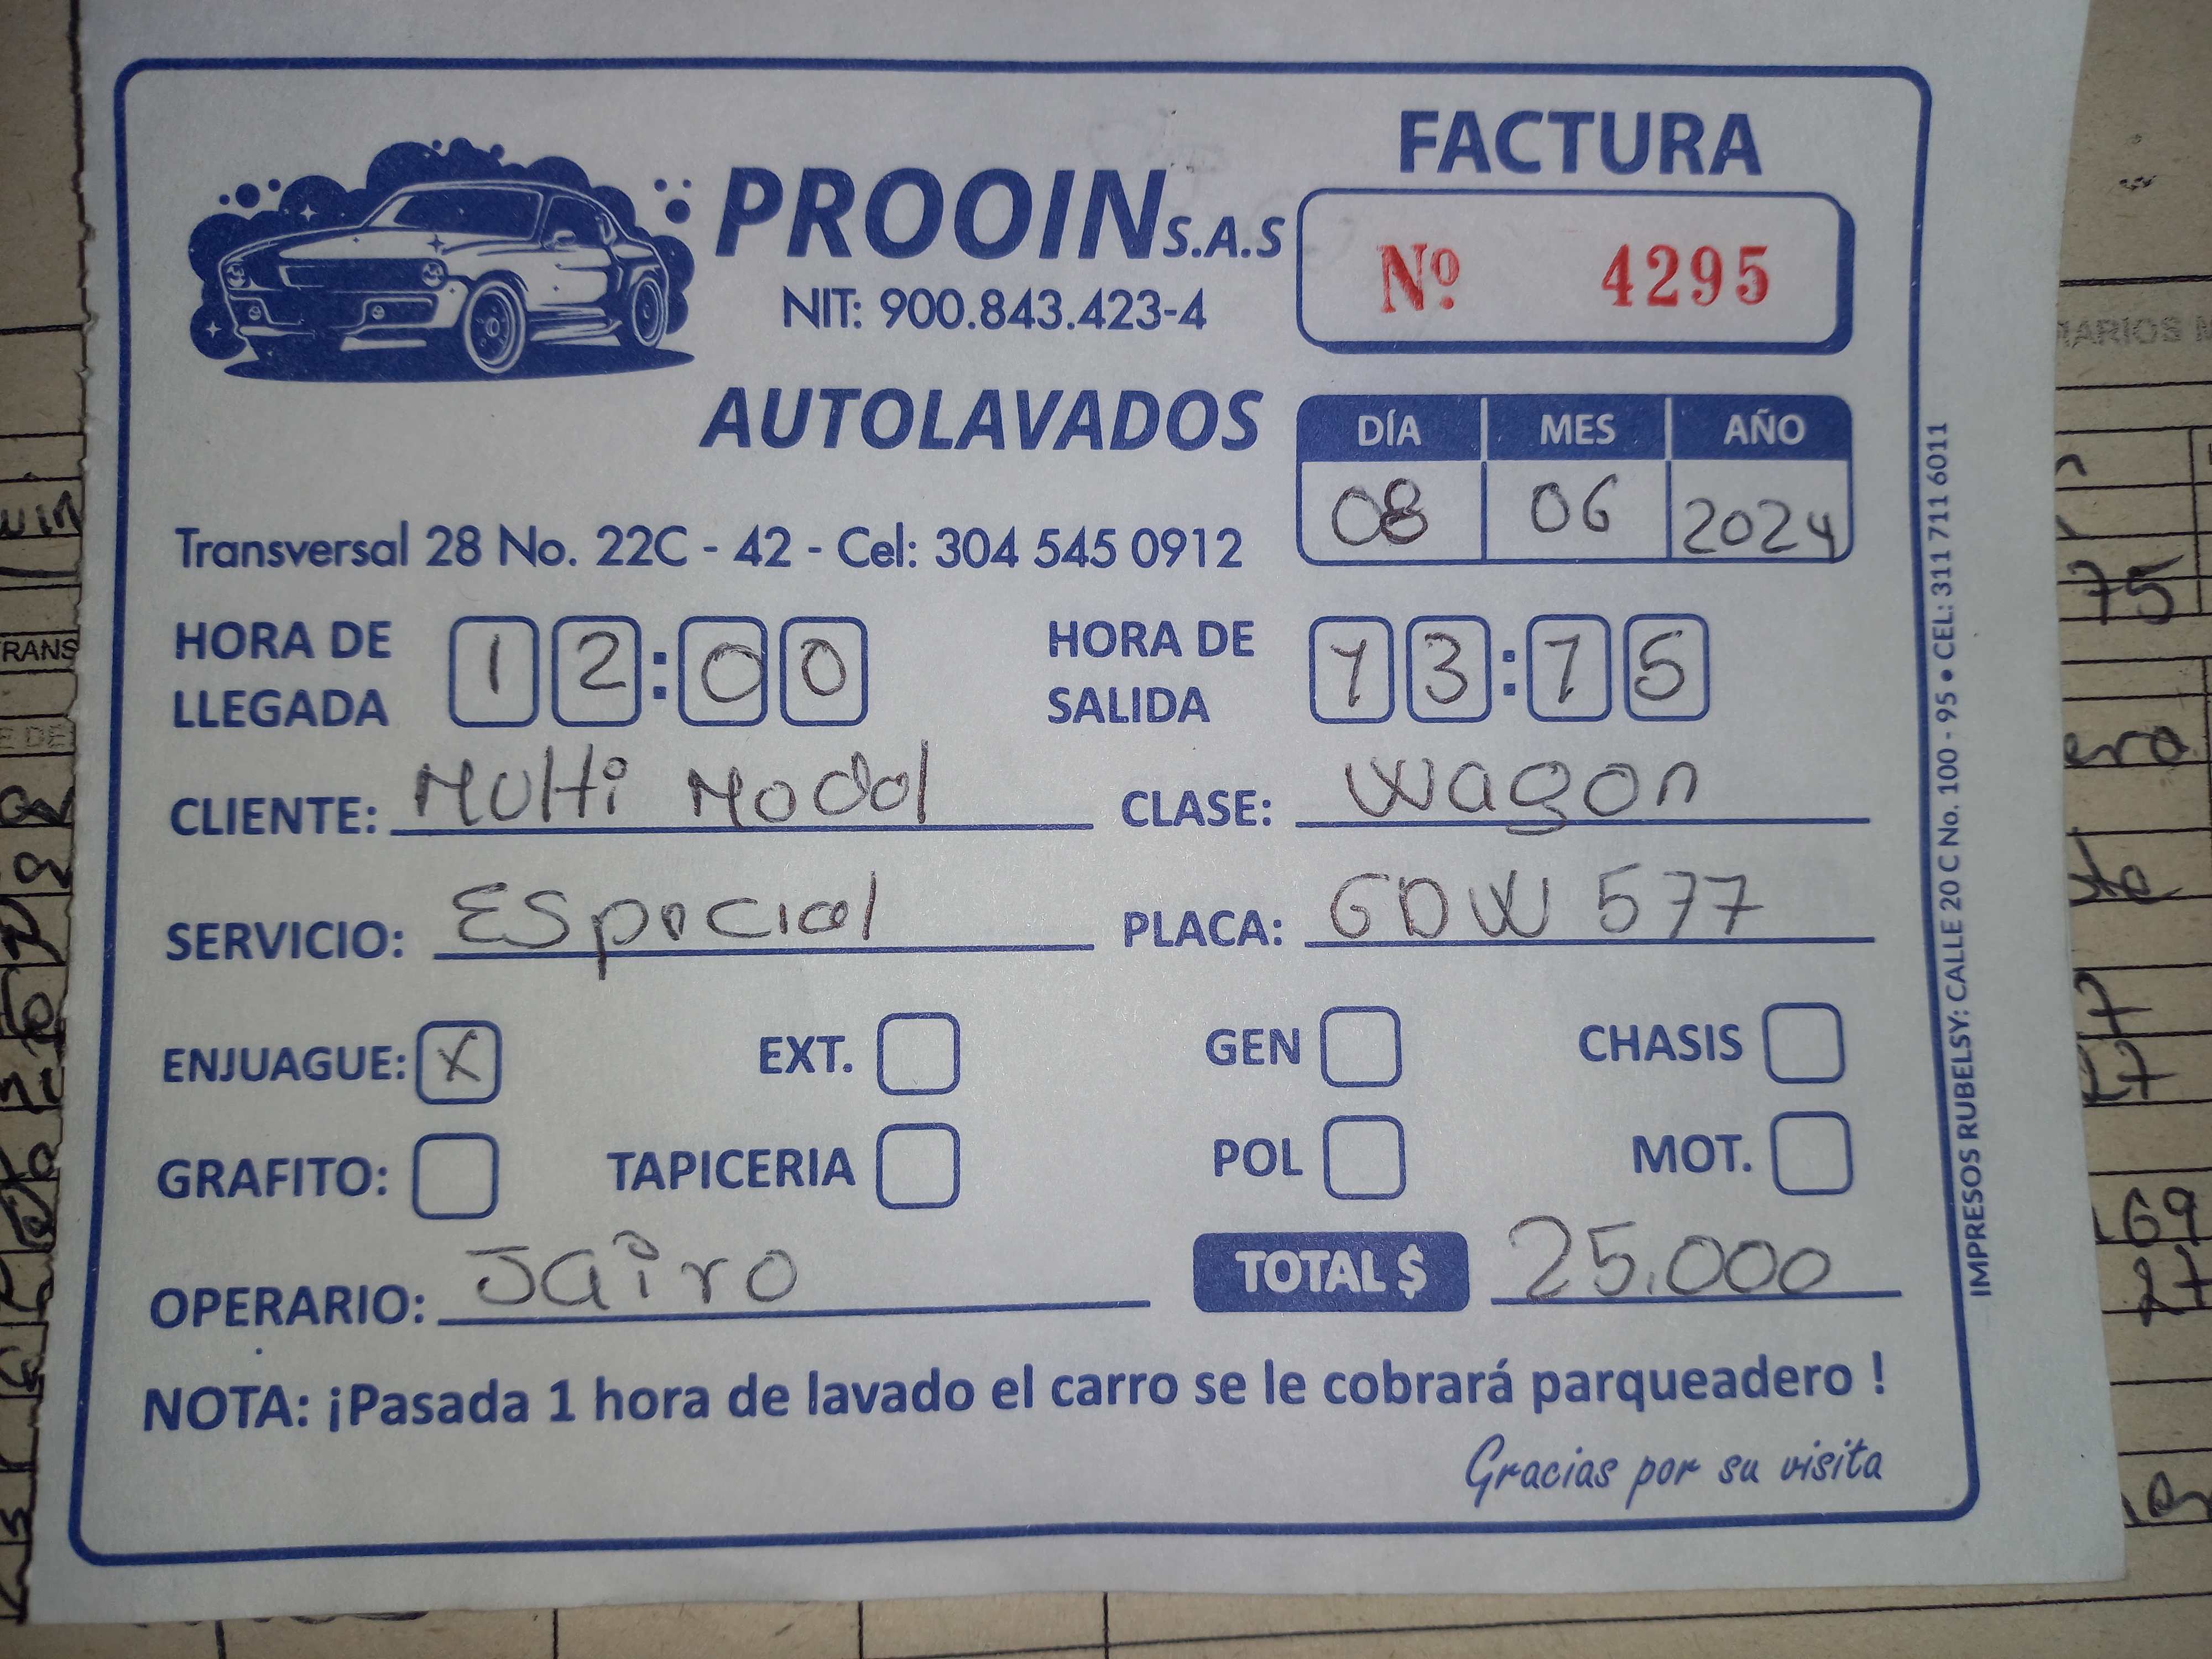 FACTURA
PROOIN S.A.S
Nº 4295
NIT: 900.843.423-4
AUTOLAVADOS
DÍA MES AÑO
08 06 2024
Transversal 28 No. 22C - 42 - Cel: 304 545 0912
HORA DE LLEGADA 12:00 HORA DE SALIDA 13:15
CLIENTE: Multi Modal CLASE: Wagon
SERVICIO: Especial PLACA: GDW 577
ENJUAGUE: X EXT. GEN CHASIS
GRAFITO: TAPICERIA POL MOT.
OPERARIO: Jairo TOTAL $ 25.000
NOTA: ¡Pasada 1 hora de lavado el carro se le cobrará parqueadero !
Gracias por su visita
IMPRESOS RUBELSY: CALLE 20 C No. 100 - 95 • CEL: 311 711 6011
75
69
27